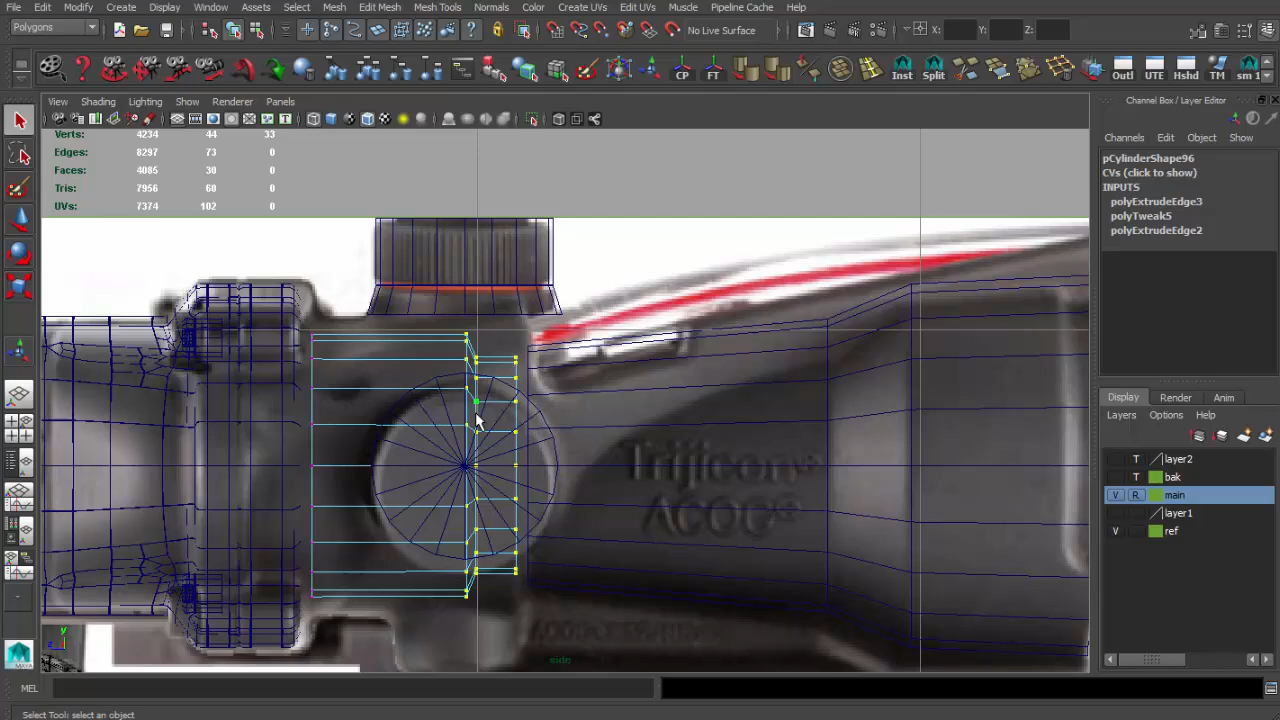 File Edit Modify Create Display Window Assets Select Mesh Edit Mesh Mesh Tools Normals Color Create UVs Edit UVs Muscle Pipeline Cache Help
Polygons
No Live Surface
X:
Y:
Z:
CP
FT
Inst
Split
Outl
UTE
Hshd
TM
sm 1
View Shading Lighting Show Renderer Panels
Verts: 4234 44 33
Edges: 8297 73 0
Faces: 4085 30 0
Tris: 7956 60 0
UVs: 7374 102 0
Trijicon®
ACOG®
side
y
z
Channel Box / Layer Editor
Channels Edit Object Show
pCylinderShape96
CVs (click to show)
INPUTS
polyExtrudeEdge3
polyTweak5
polyExtrudeEdge2
Display Render Anim
Layers Options Help
T layer2
T bak
V R main
layer1
V ref
MAYA
MEL
Select Tool: select an object